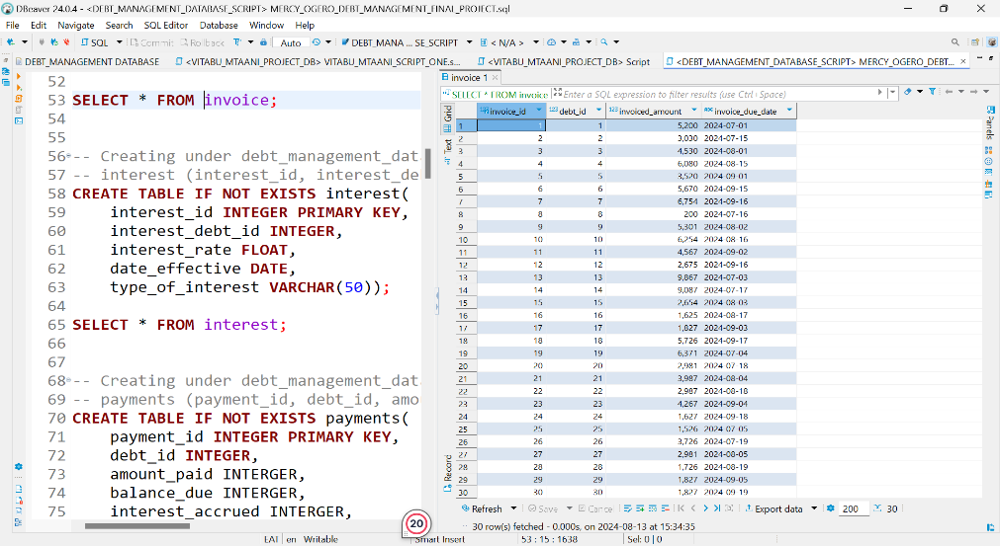 DBeaver 24.0.4 - <DEBT_MANAGEMENT_DATABASE_SCRIPT> MERCY_OGERO_DEBT_MANAGEMENT_FINAL_PROJECT.sql
File Edit Navigate Search SQL Editor Database Window Help
SQL Commit Rollback T Auto DEBT_MANA ... SE_SCRIPT < N/A >
DEBT_MANAGEMENT DATABASE <VITABU_MTAANI_PROJECT_DB> VITABU_MTAANI_SCRIPT_ONE.s... <VITABU_MTAANI_PROJECT_DB> Script <DEBT_MANAGEMENT_DATABASE_SCRIPT> MERCY_OGERO_DEBT...
52
53 SELECT * FROM invoice;
54
55
56 -- Creating under debt_management_dat
57 -- interest (interest_id, interest_de
58 CREATE TABLE IF NOT EXISTS interest(
59 interest_id INTEGER PRIMARY KEY,
60 interest_debt_id INTEGER,
61 interest_rate FLOAT,
62 date_effective DATE,
63 type_of_interest VARCHAR(50));
64
65 SELECT * FROM interest;
66
67
68 -- Creating under debt_management_dat
69 -- payments (payment_id, debt_id, amo
70 CREATE TABLE IF NOT EXISTS payments(
71 payment_id INTEGER PRIMARY KEY,
72 debt_id INTEGER,
73 amount_paid INTERGER,
74 balance_due INTERGER,
75 interest_accrued INTERGER,
invoice 1
SELECT * FROM invoice Enter a SQL expression to filter results (use Ctrl+Space)
Grid
Text
Record
Panels
123 invoice_id 123 debt_id 123 invoiced_amount ABC invoice_due_date
1 1 1 5,200 2024-07-01
2 2 2 3,030 2024-07-15
3 3 3 4,530 2024-08-01
4 4 4 6,080 2024-08-15
5 5 5 3,520 2024-09-01
6 6 6 5,670 2024-09-15
7 7 7 6,754 2024-09-16
8 8 8 200 2024-07-16
9 9 9 5,301 2024-08-02
10 10 10 6,254 2024-08-16
11 11 11 4,567 2024-09-02
12 12 12 2,675 2024-09-16
13 13 13 9,867 2024-07-03
14 14 14 9,087 2024-07-17
15 15 15 2,654 2024-08-03
16 16 16 1,625 2024-08-17
17 17 17 1,827 2024-09-03
18 18 18 5,726 2024-09-17
19 19 19 6,371 2024-07-04
20 20 20 2,981 2024-07-18
21 21 21 3,987 2024-08-04
22 22 22 2,987 2024-08-18
23 23 23 4,267 2024-09-04
24 24 24 1,627 2024-09-18
25 25 25 1,526 2024-07-05
26 26 26 3,726 2024-07-19
27 27 27 2,981 2024-08-05
28 28 28 1,726 2024-08-19
29 29 29 1,827 2024-09-05
30 30 30 1,827 2024-09-19
Refresh Save Cancel Export data 200 30
20
30 row(s) fetched - 0.000s, on 2024-08-13 at 15:34:35
EAT en Writable Smart Insert 53 : 15 : 1638 Sel: 0 | 0